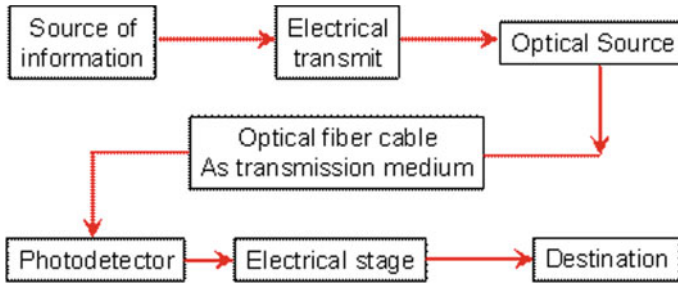 Source of
information
Electrical
transmit
Optical Source
Optical fiber cable
As transmission medium
Photodetector
Electrical stage
Destination